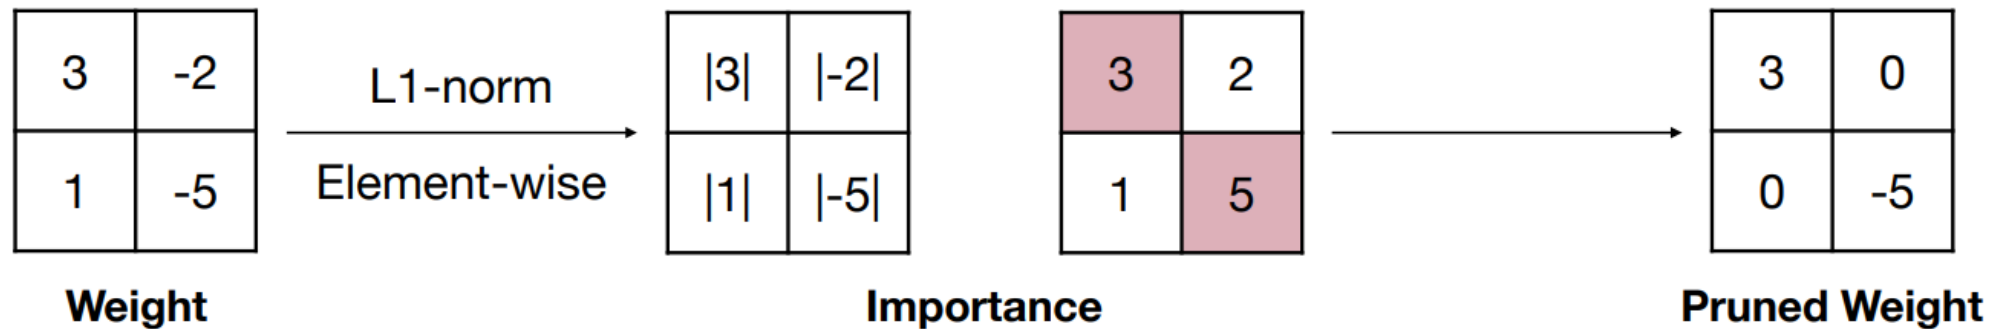 3 -2
1 -5
Weight
L1-norm
Element-wise
|3| |-2|
|1| |-5|
3 2
1 5
Importance
3 0
0 -5
Pruned Weight